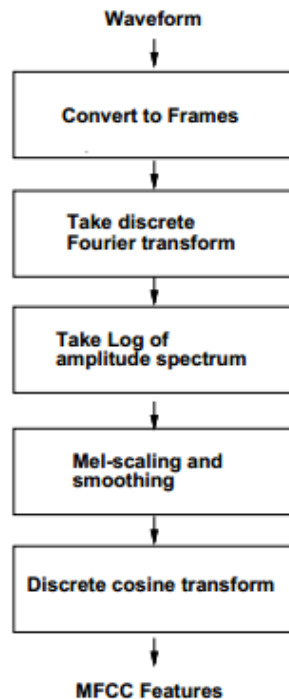 Waveform
Convert to Frames
Take discrete
Fourier transform
Take Log of
amplitude spectrum
Mel-scaling and
smoothing
Discrete cosine transform
MFCC Features